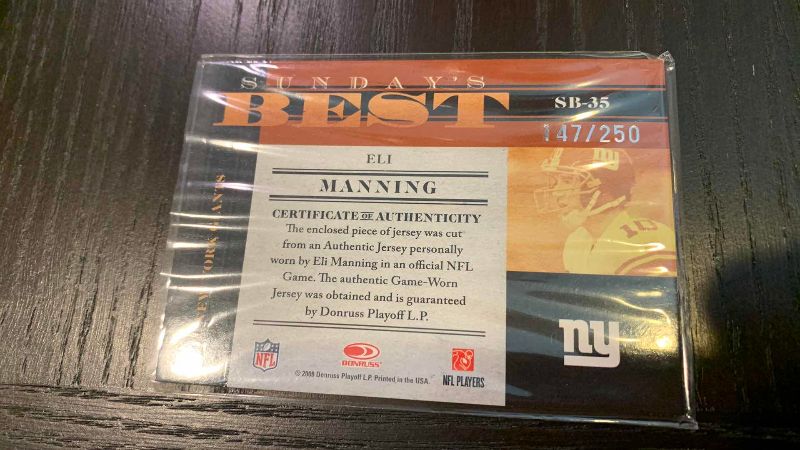 SUNDAY'S
BEST
SB-35
147/250
NEW YORK GIANTS
ELI
MANNING
CERTIFICATE OF AUTHENTICITY
The enclosed piece of jersey was cut
from an Authentic Jersey personally
worn by Eli Manning in an official NFL
Game. The authentic Game-Worn
Jersey was obtained and is guaranteed
by Donruss Playoff L.P.
NFL
DONRUSS
NFL PLAYERS
© 2009 Donruss Playoff L.P. Printed in the USA.
ny
10
ny